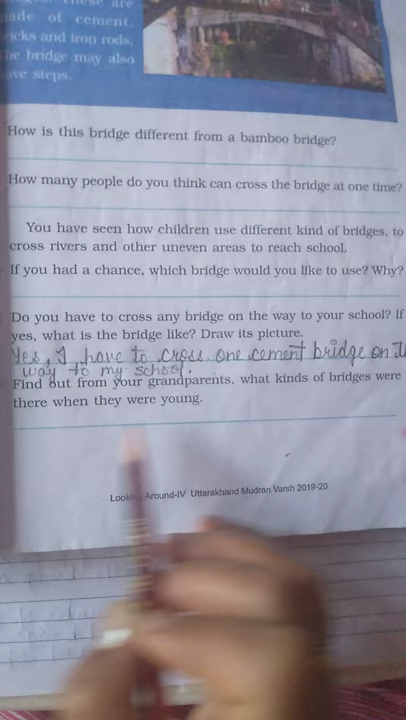 These are
made of cement,
bricks and iron rods.
The bridge may also
have steps.
How is this bridge different from a bamboo bridge?
How many people do you think can cross the bridge at one time?
You have seen how children use different kind of bridges, to
cross rivers and other uneven areas to reach school.
If you had a chance, which bridge would you like to use? Why?
Do you have to cross any bridge on the way to your school? If
yes, what is the bridge like? Draw its picture.
Yes, I have to cross one cement bridge on
way to my school.
Find out from your grandparents, what kinds of bridges were
there when they were young.
Around-IV Uttarakhand Mudran Varsh 2019-20